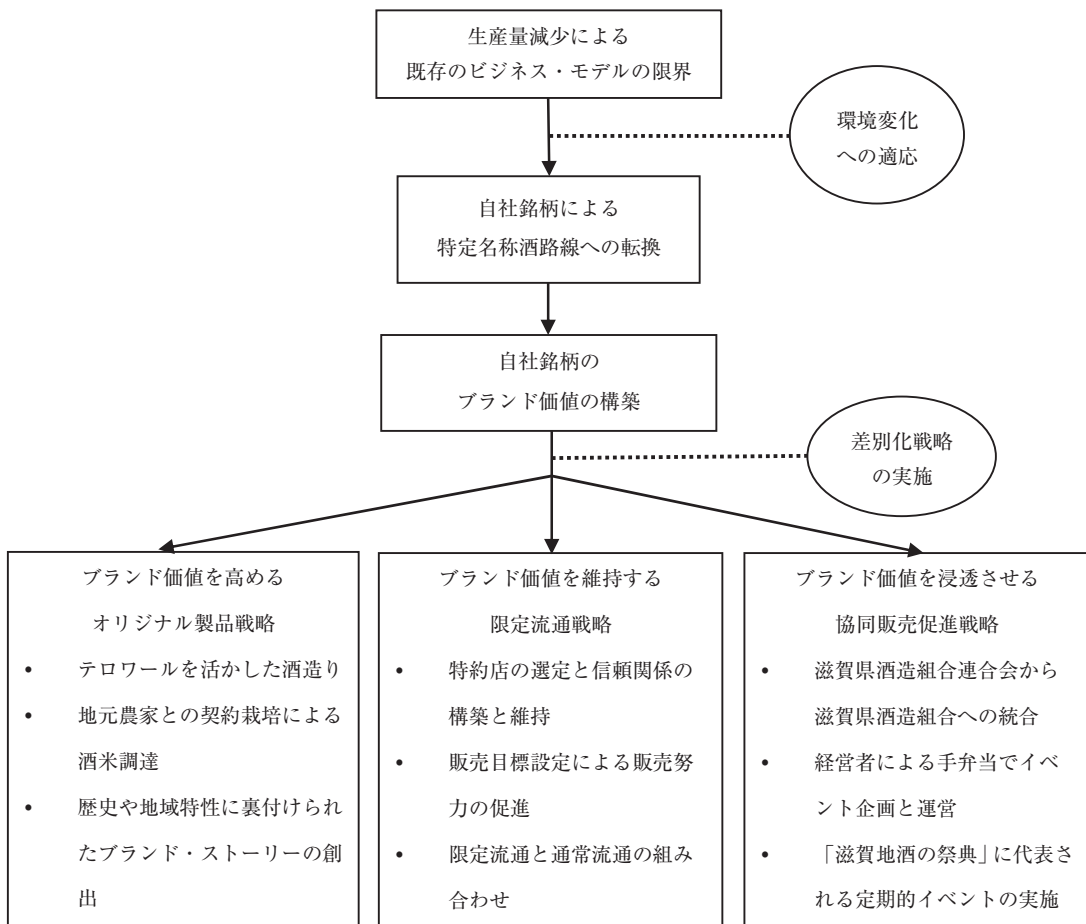 生産量減少による
既存のビジネス・モデルの限界
環境変化
への適応
自社銘柄による
特定名称酒路線への転換
自社銘柄の
ブランド価値の構築
差別化戦略
の実施
ブランド価値を高める
オリジナル製品戦略
• テロワールを活かした酒造り
• 地元農家との契約栽培による
酒米調達
• 歴史や地域特性に裏付けられ
たブランド・ストーリーの創
出
ブランド価値を維持する
限定流通戦略
• 特約店の選定と信頼関係の
構築と維持
• 販売目標設定による販売努
力の促進
• 限定流通と通常流通の組み
合わせ
ブランド価値を浸透させる
協同販売促進戦略
• 滋賀県酒造組合連合会から
滋賀県酒造組合への統合
• 経営者による手弁当でイベ
ント企画と運営
• 「滋賀地酒の祭典」に代表さ
れる定期的イベントの実施